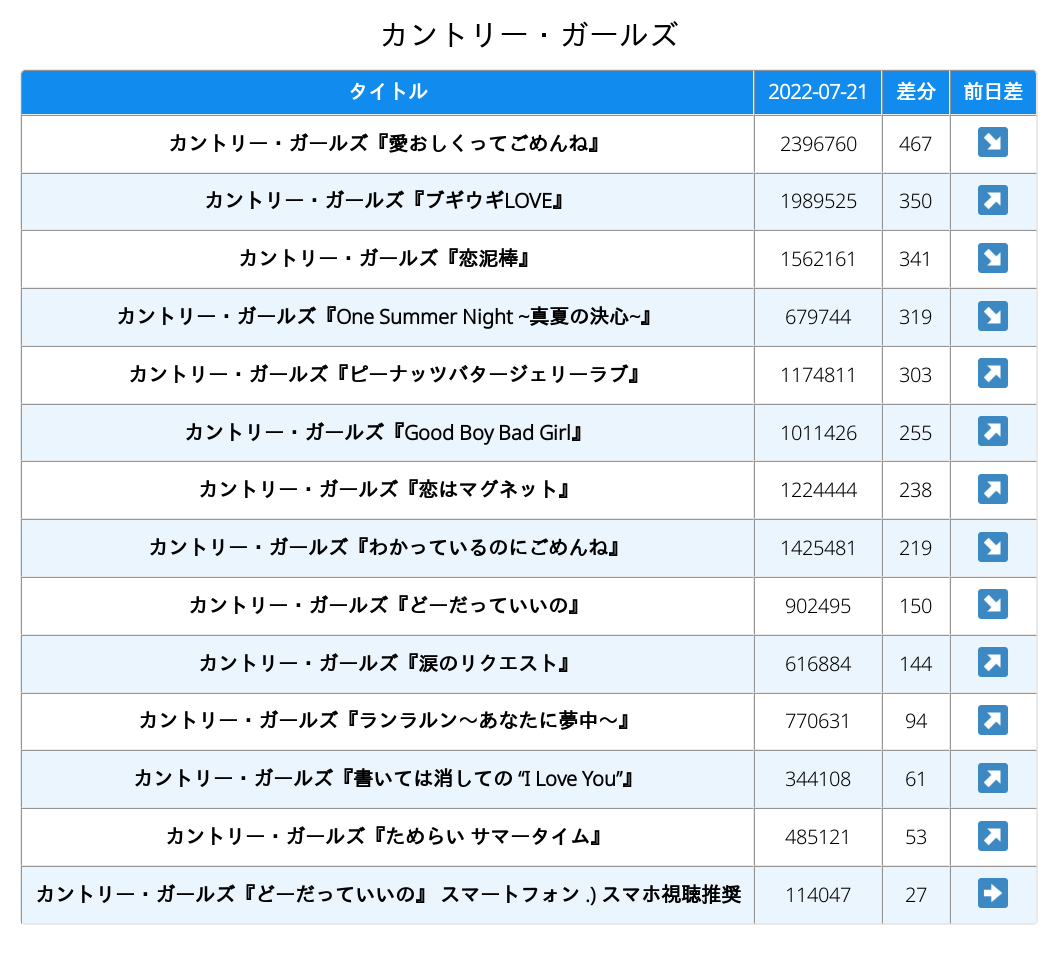 カントリー・ガールズ
タイトル 2022-07-21 差分 前日差
カントリー・ガールズ『愛おしくってごめんね』 2396760 467 ↘
カントリー・ガールズ『ブギウギLOVE』 1989525 350 ↗
カントリー・ガールズ『恋泥棒』 1562161 341 ↘
カントリー・ガールズ『One Summer Night ~真夏の決心~』 679744 319 ↘
カントリー・ガールズ『ピーナッツバタージェリーラブ』 1174811 303 ↗
カントリー・ガールズ『Good Boy Bad Girl』 1011426 255 ↗
カントリー・ガールズ『恋はマグネット』 1224444 238 ↗
カントリー・ガールズ『わかっているのにごめんね』 1425481 219 ↘
カントリー・ガールズ『どーだっていいの』 902495 150 ↘
カントリー・ガールズ『涙のリクエスト』 616884 144 ↗
カントリー・ガールズ『ランラルン～あなたに夢中～』 770631 94 ↗
カントリー・ガールズ『書いては消しての “I Love You”』 344108 61 ↗
カントリー・ガールズ『ためらい サマータイム』 485121 53 ↗
カントリー・ガールズ『どーだっていいの』 スマートフォン .) スマホ視聴推奨 114047 27 ➡